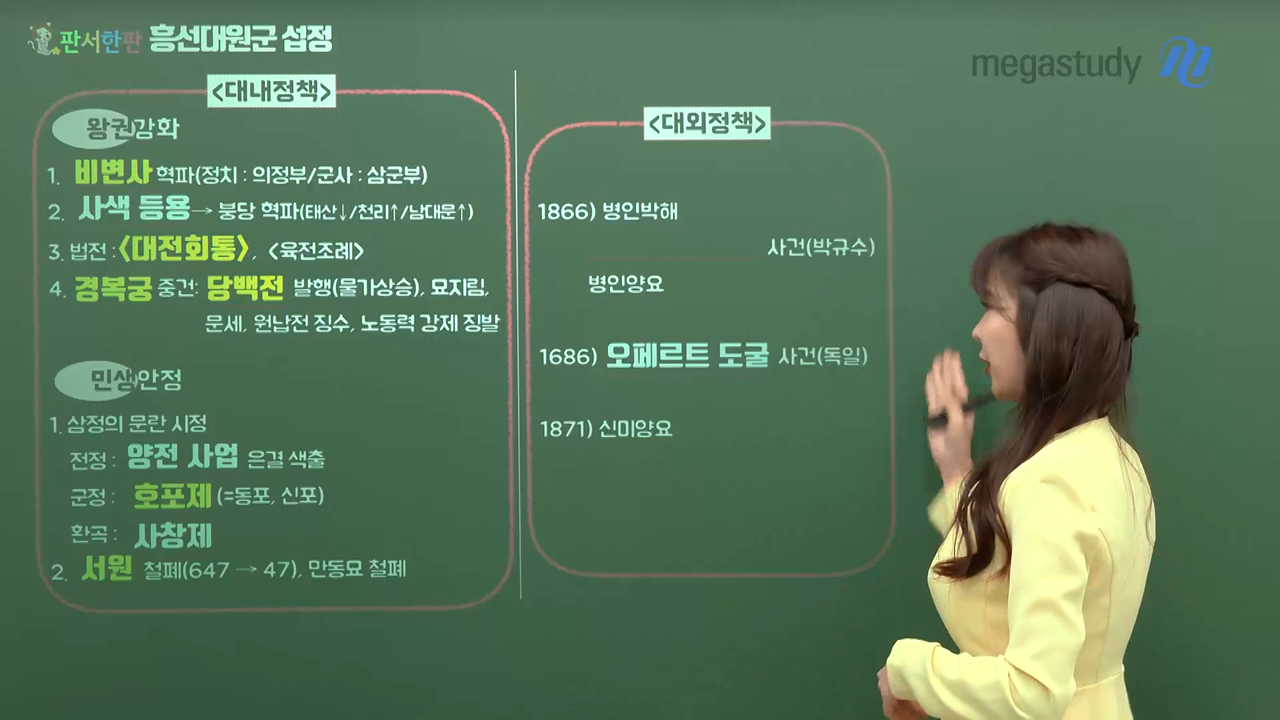 판서한판 흥선대원군 섭정
megastudy
<대내정책>
왕권강화
1. 비변사 혁파(정치 : 의정부/군사 : 삼군부)
2. 사색 등용→ 붕당 혁파(태산↓/천리↑/남대문↑)
3. 법전 : <대전회통>, <육전조례>
4. 경복궁 중건: 당백전 발행(물가상승), 묘지림,
문세, 원납전 징수, 노동력 강제 징발
민생안정
1. 삼정의 문란 시정
전정 : 양전 사업 은결 색출
군정 : 호포제 (=동포, 신포)
환곡 : 사창제
2. 서원 철폐(647 → 47), 만동묘 철폐
<대외정책>
1866) 병인박해
사건(박규수)
병인양요
1686) 오페르트 도굴 사건(독일)
1871) 신미양요